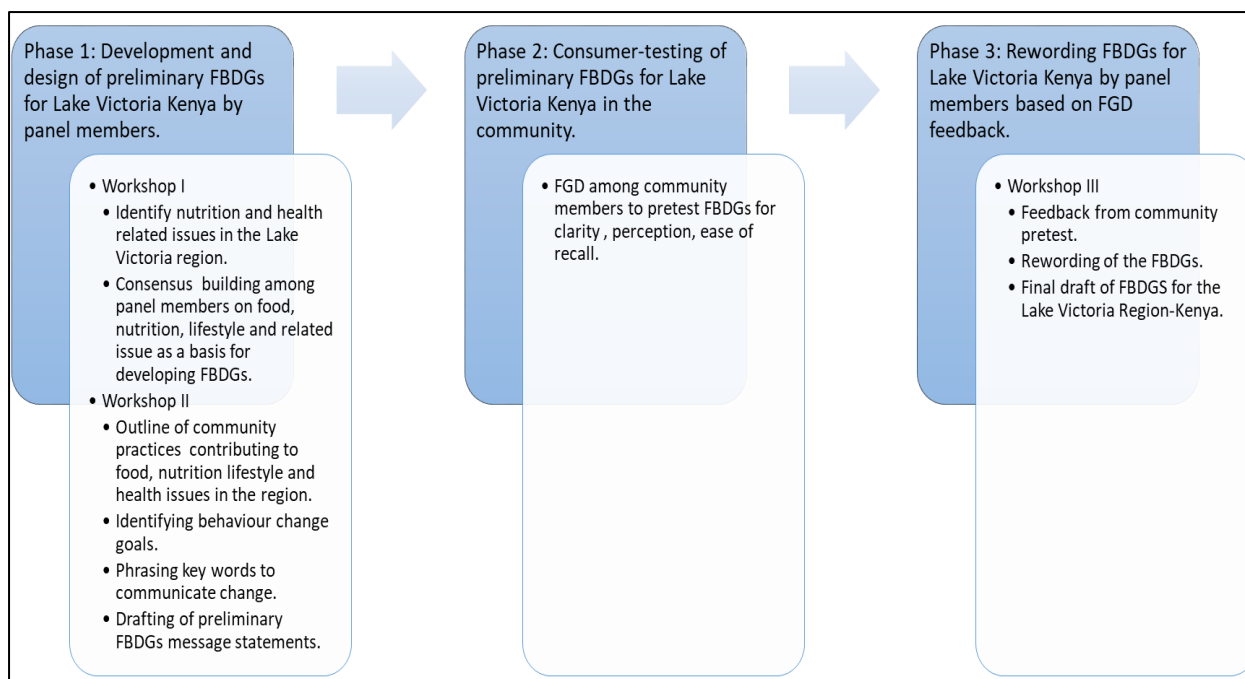 Phase 1: Development and
design of preliminary FBDGs
for Lake Victoria Kenya by
panel members.
• Workshop I
• Identify nutrition and health
related issues in the Lake
Victoria region.
• Consensus building among
panel members on food,
nutrition, lifestyle and related
issue as a basis for
developing FBDGs.
• Workshop II
• Outline of community
practices contributing to
food, nutrition lifestyle and
health issues in the region.
• Identifying behaviour change
goals.
• Phrasing key words to
communicate change.
• Drafting of preliminary
FBDGs message statements.
Phase 2: Consumer-testing of
preliminary FBDGs for Lake
Victoria Kenya in the
community.
• FGD among community
members to pretest FBDGs for
clarity , perception, ease of
recall.
Phase 3: Rewording FBDGs for
Lake Victoria Kenya by panel
members based on FGD
feedback.
• Workshop III
• Feedback from community
pretest.
• Rewording of the FBDGs.
• Final draft of FBDGS for the
Lake Victoria Region-Kenya.